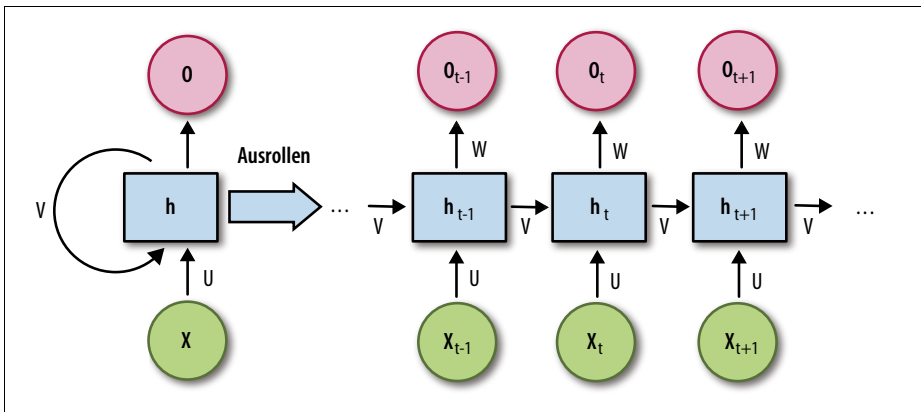 O O t-1 O t O t+1
Ausrollen W W W
V h ... h t-1 h t h t+1 ...
V V V V
U U U U
X X t-1 X t X t+1